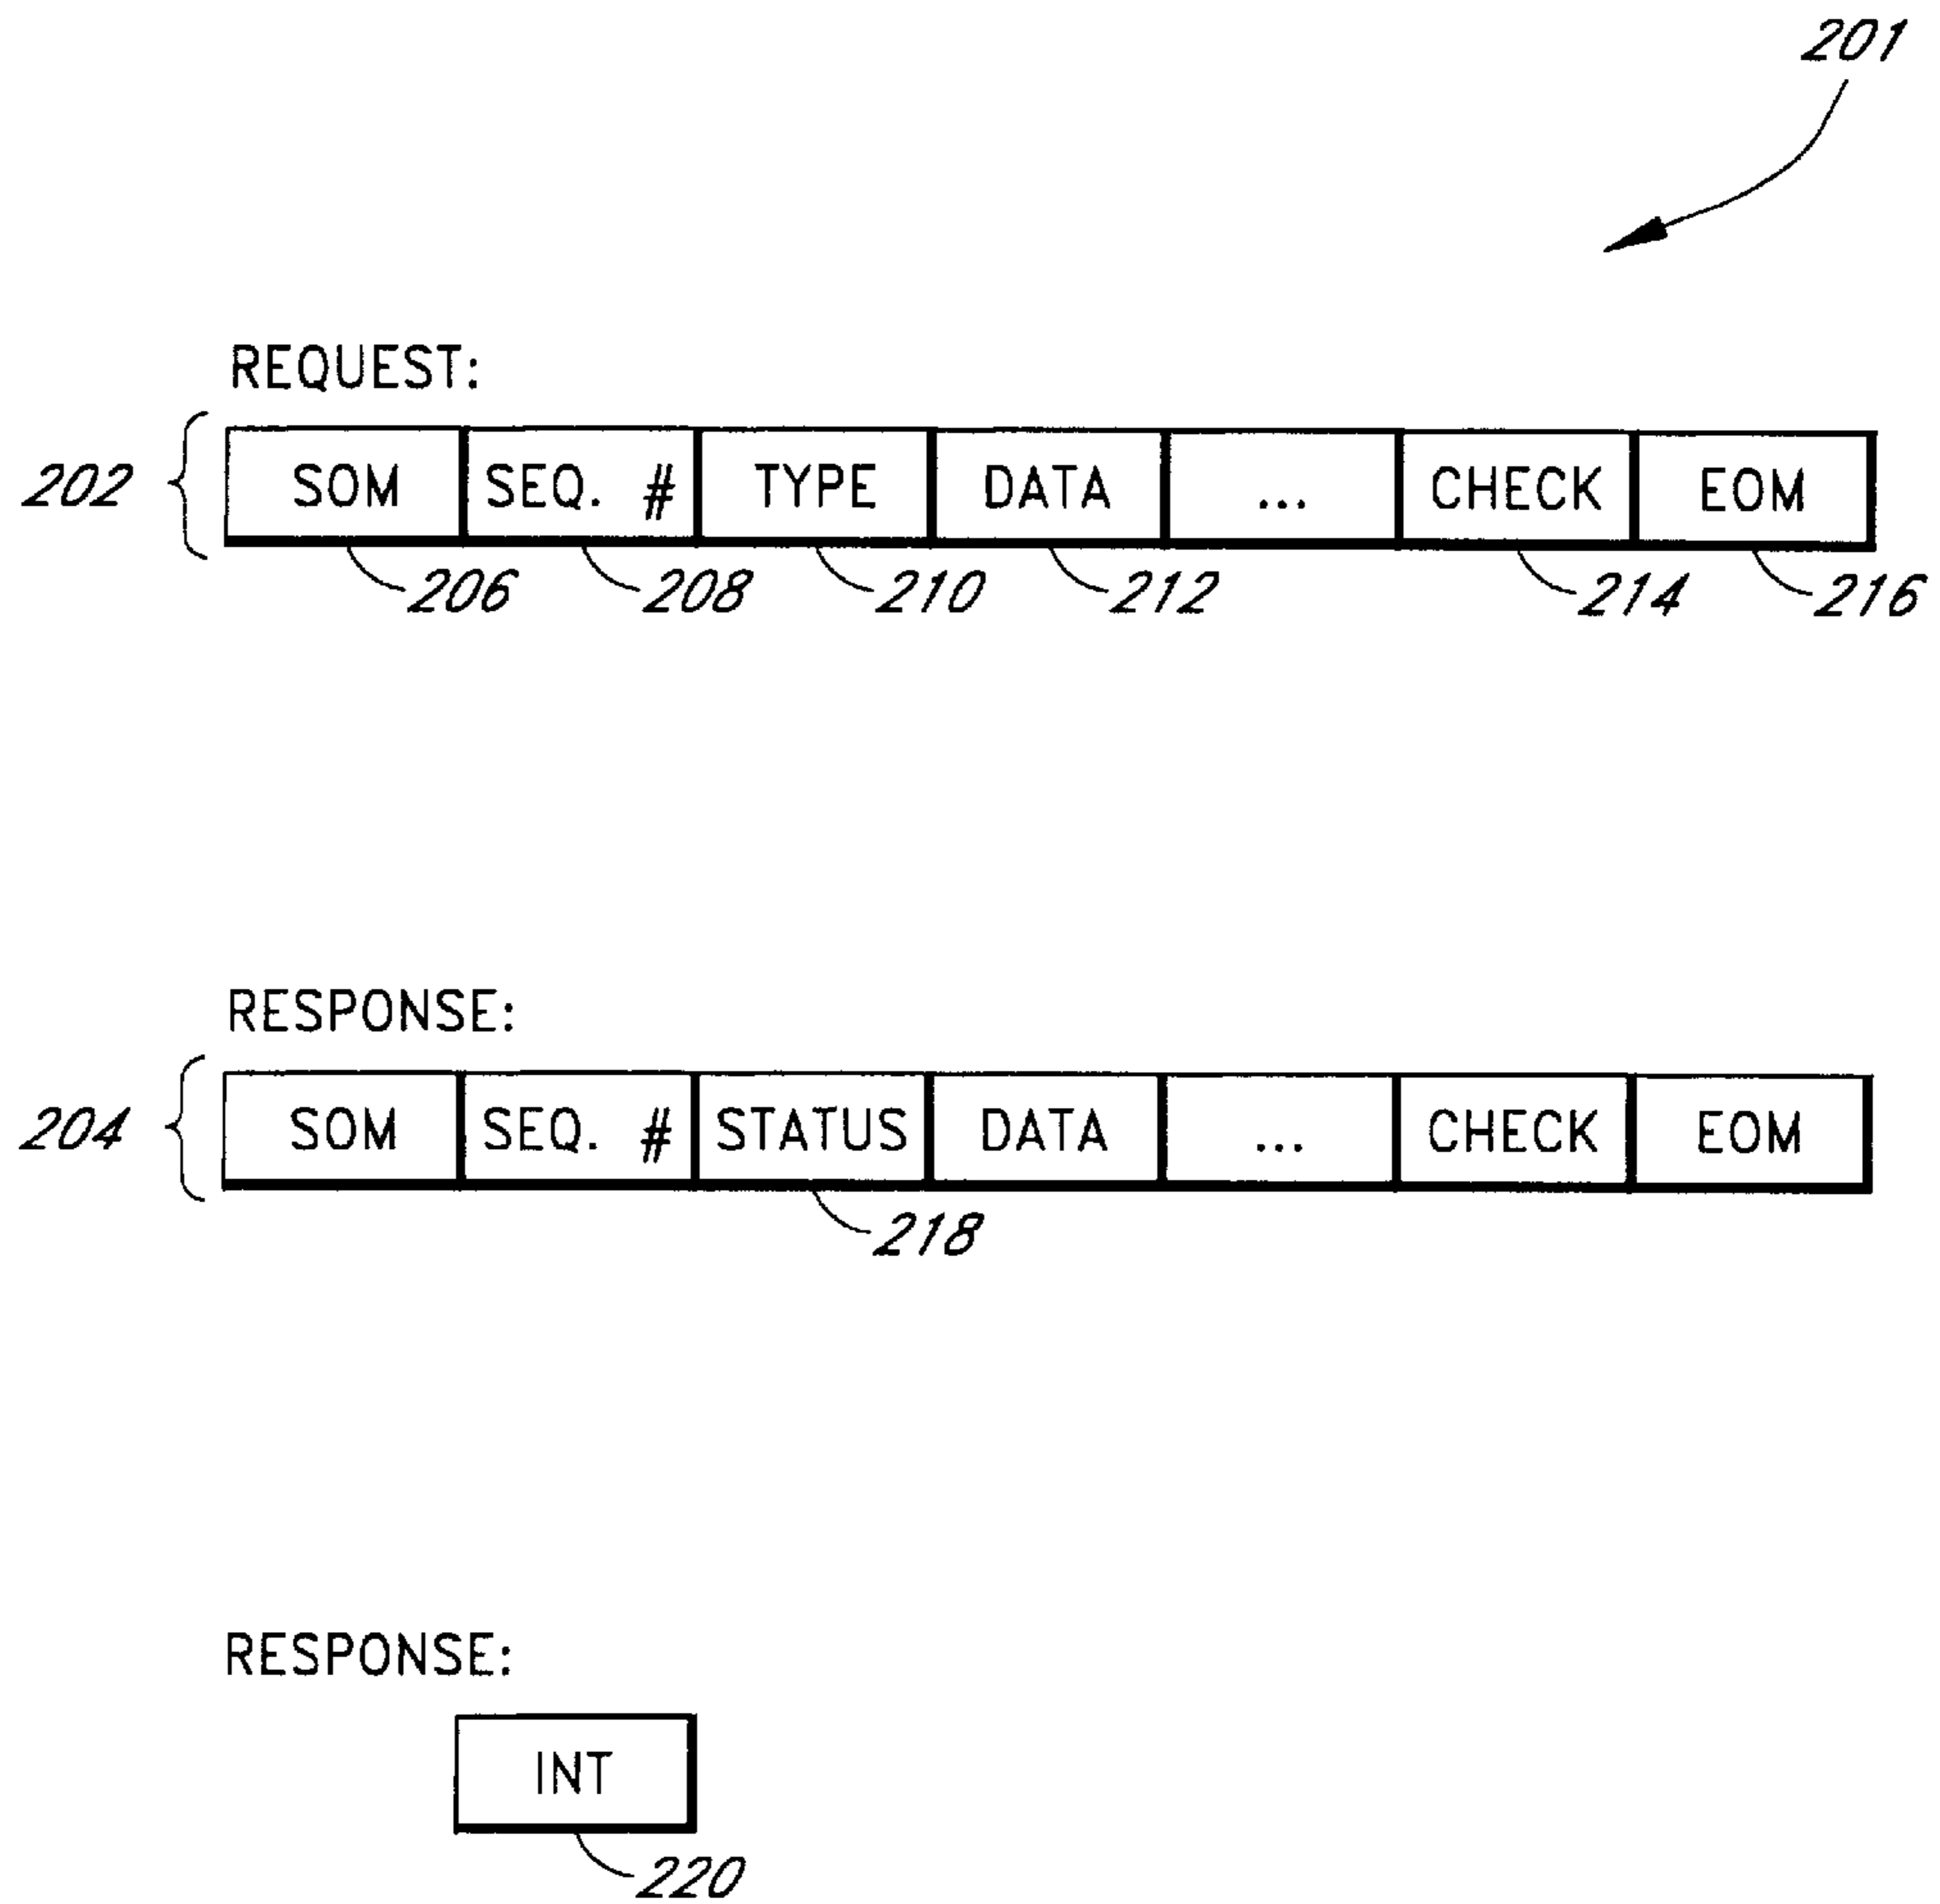 201
REQUEST:
202 SOM SEQ. # TYPE DATA ... CHECK EOM
206 208 210 212 214 216
RESPONSE:
204 SOM SEQ. # STATUS DATA ... CHECK EOM
218
RESPONSE:
INT
220